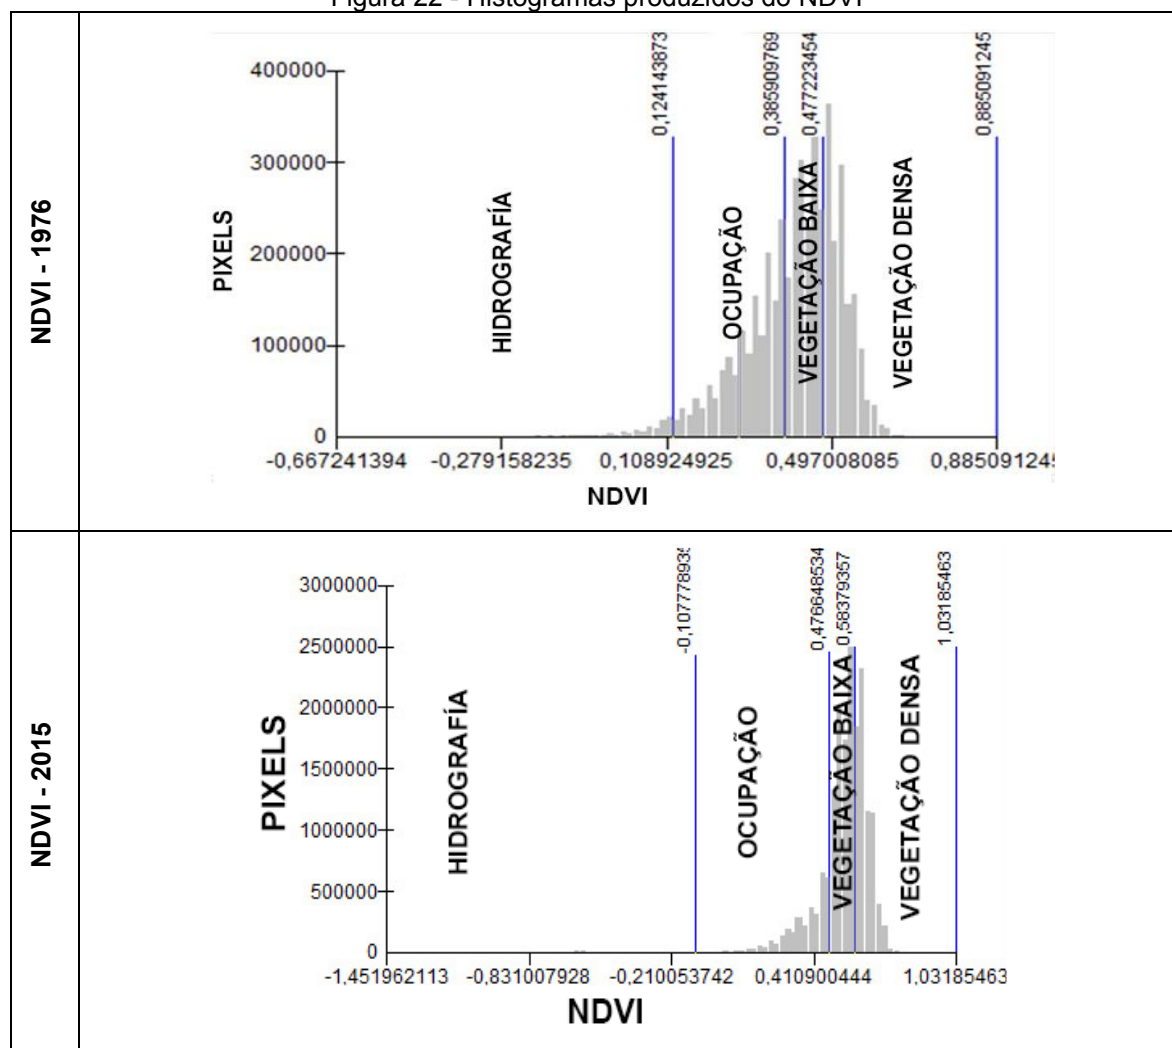 Figura 22 - Histogramas produzidos do NDVI
NDVI - 1976
PIXELS
400000
300000
200000
100000
0
HIDROGRAFÍA
OCUPAÇÃO
VEGETAÇÃO BAIXA
VEGETAÇÃO DENSA
0,124143873
0,385909769
0,477223454
0,885091245
-0,667241394
-0,279158235
0,108924925
0,497008085
0,885091245
NDVI
NDVI - 2015
PIXELS
3000000
2500000
2000000
1500000
1000000
500000
0
HIDROGRAFÍA
OCUPAÇÃO
VEGETAÇÃO BAIXA
VEGETAÇÃO DENSA
-0,107778935
0,476648534
0,58379357
1,03185463
-1,451962113
-0,831007928
-0,210053742
0,410900444
1,03185463
NDVI